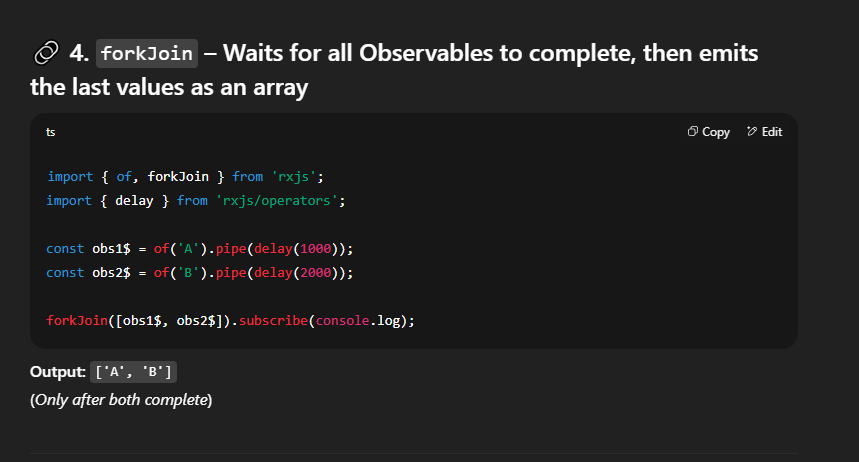 🔗 4. forkJoin – Waits for all Observables to complete, then emits
the last values as an array
ts
Copy
Edit
import { of, forkJoin } from 'rxjs';
import { delay } from 'rxjs/operators';
const obs1$ = of('A').pipe(delay(1000));
const obs2$ = of('B').pipe(delay(2000));
forkJoin([obs1$, obs2$]).subscribe(console.log);
Output: ['A', 'B']
(Only after both complete)